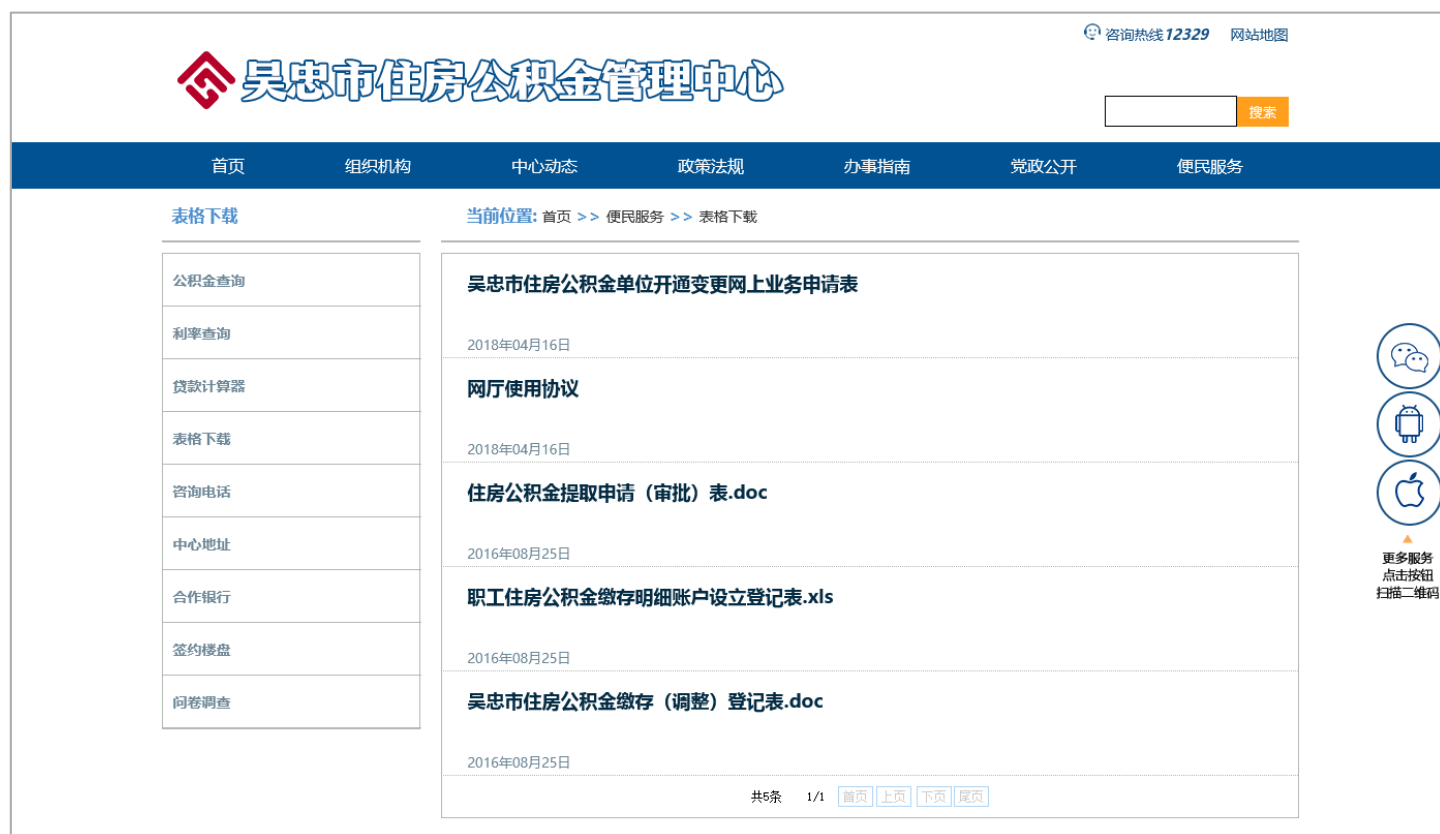 咨询热线12329 网站地图
吴忠市住房公积金管理中心
搜索
首页 组织机构 中心动态 政策法规 办事指南 党政公开 便民服务
表格下载
当前位置: 首页 >> 便民服务 >> 表格下载
公积金查询
利率查询
贷款计算器
表格下载
咨询电话
中心地址
合作银行
签约楼盘
问卷调查
吴忠市住房公积金单位开通变更网上业务申请表
2018年04月16日
网厅使用协议
2018年04月16日
住房公积金提取申请（审批）表.doc
2016年08月25日
职工住房公积金缴存明细账户设立登记表.xls
2016年08月25日
吴忠市住房公积金缴存（调整）登记表.doc
2016年08月25日
共5条 1/1 首页 上页 下页 尾页
更多服务
点击按钮
扫描二维码